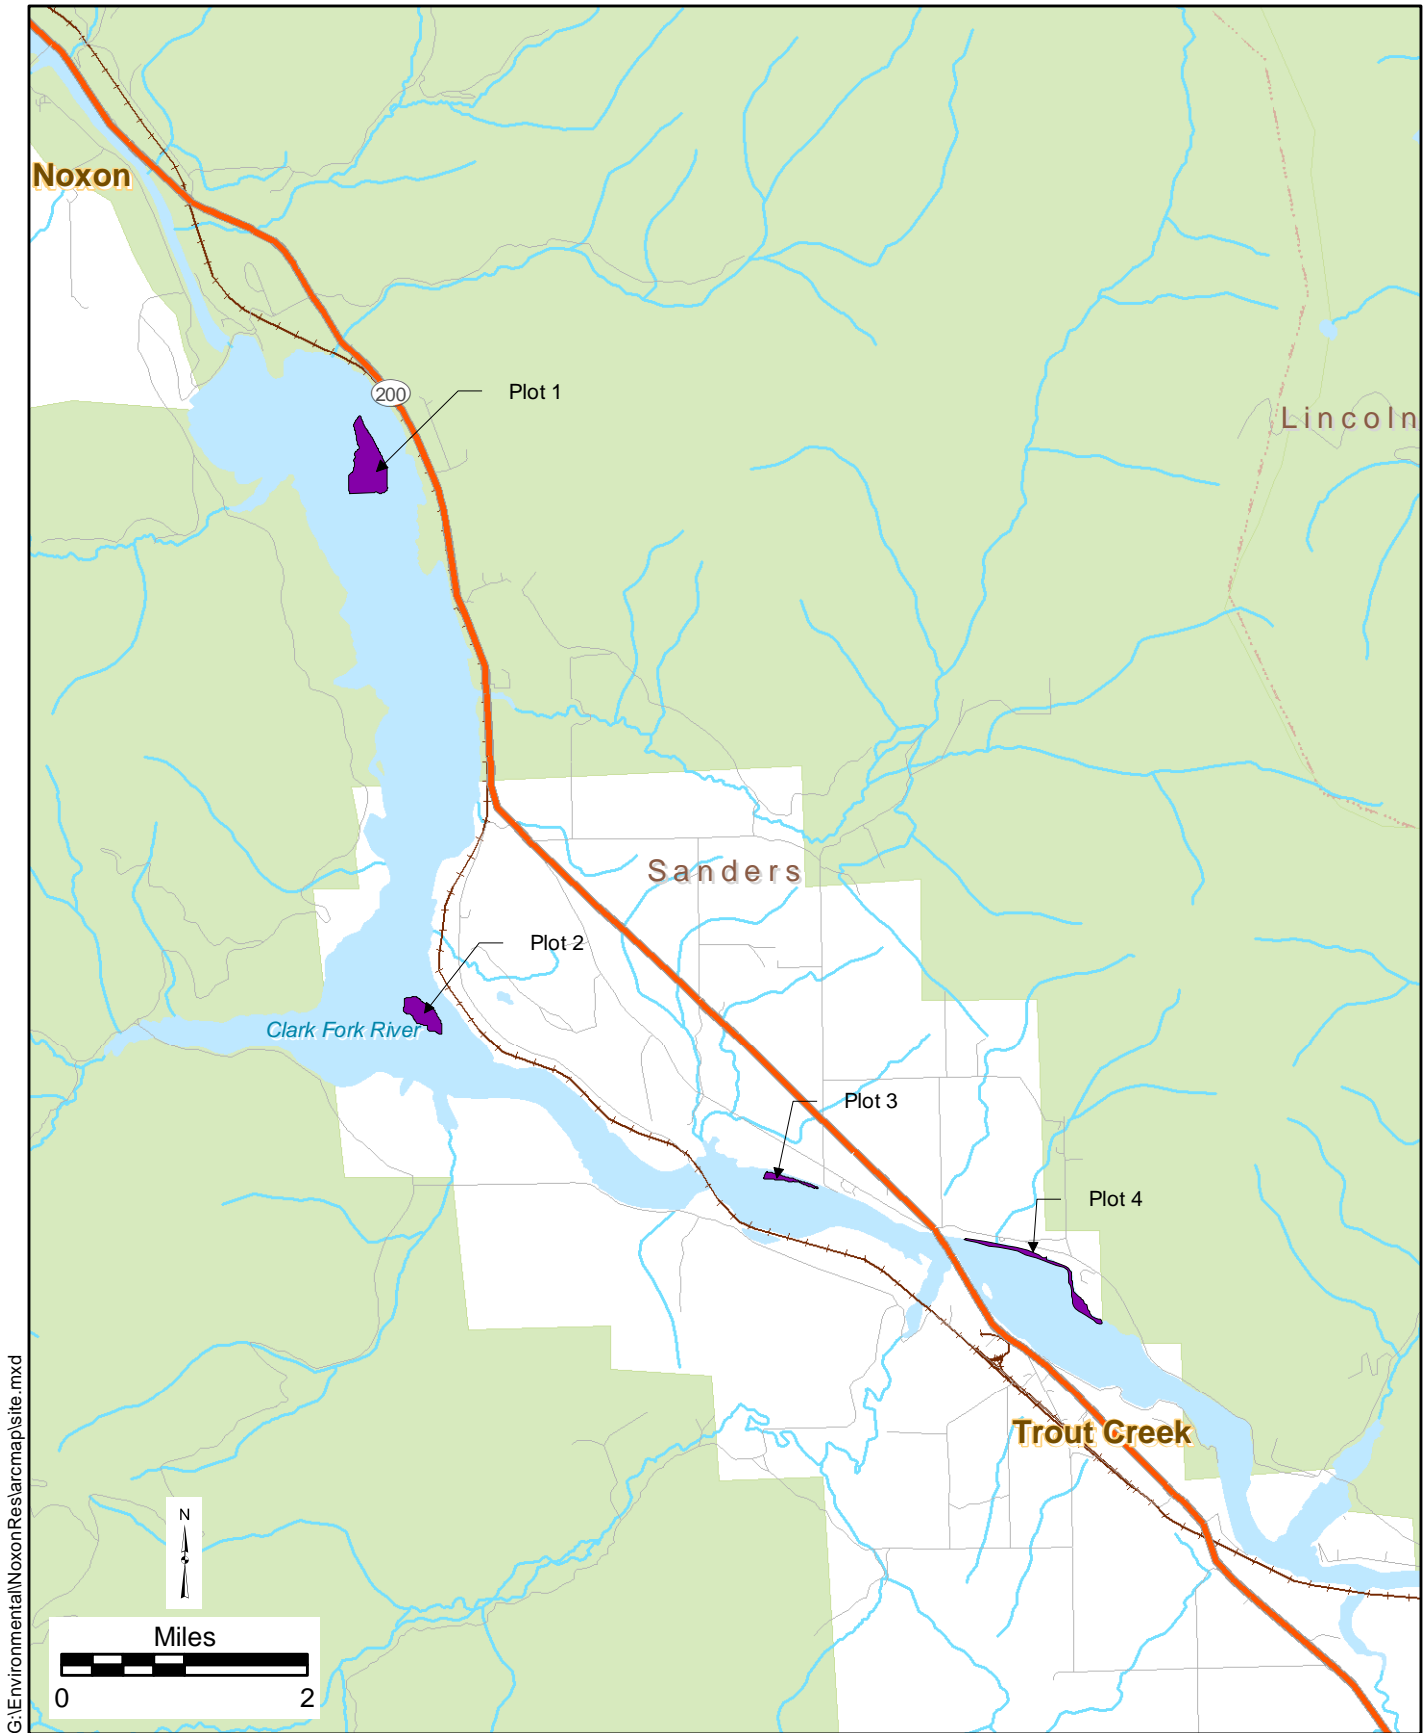 Noxon
200
Plot 1
Lincoln
Sanders
Plot 2
Clark Fork River
Plot 3
Plot 4
Trout Creek
N
Miles
0 2
G:\Environmental\NoxonRes\arcmap\site.mxd